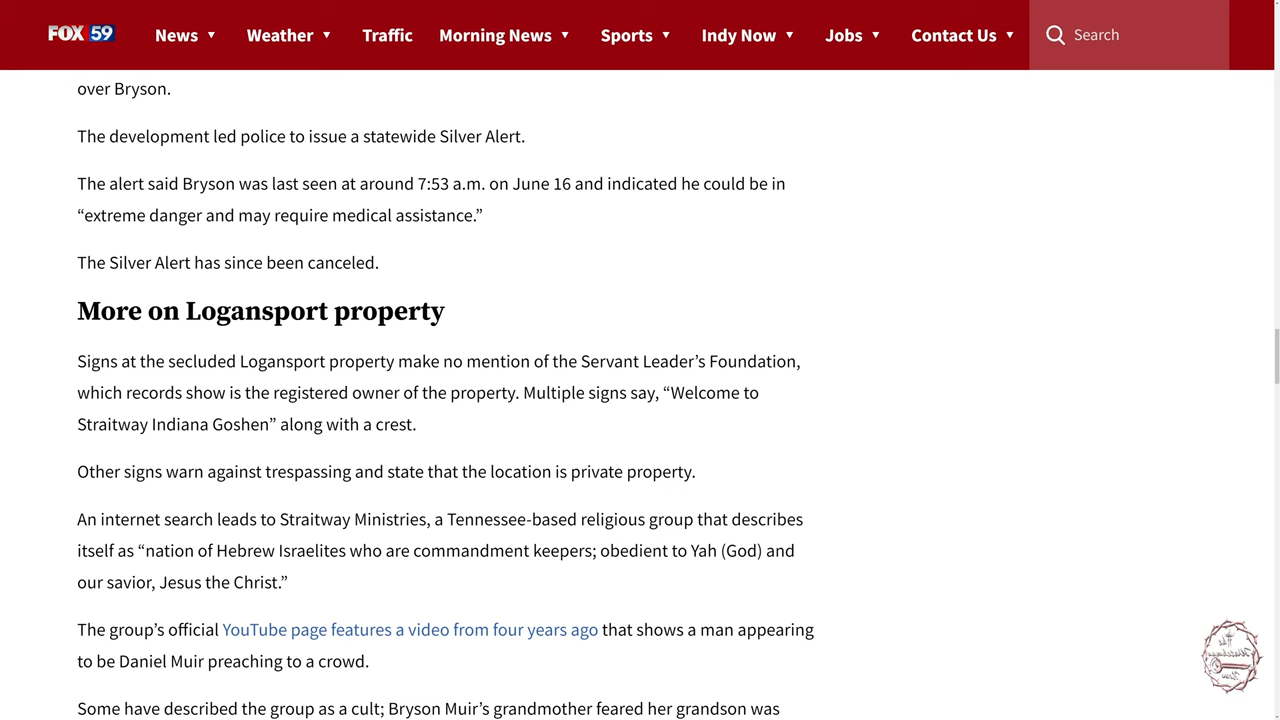 FOX 59 News Weather Traffic Morning News Sports Indy Now Jobs Contact Us Search
over Bryson.
The development led police to issue a statewide Silver Alert.
The alert said Bryson was last seen at around 7:53 a.m. on June 16 and indicated he could be in
“extreme danger and may require medical assistance.”
The Silver Alert has since been canceled.
More on Logansport property
Signs at the secluded Logansport property make no mention of the Servant Leader’s Foundation,
which records show is the registered owner of the property. Multiple signs say, “Welcome to
Straitway Indiana Goshen” along with a crest.
Other signs warn against trespassing and state that the location is private property.
An internet search leads to Straitway Ministries, a Tennessee-based religious group that describes
itself as “nation of Hebrew Israelites who are commandment keepers; obedient to Yah (God) and
our savior, Jesus the Christ.”
The group’s official YouTube page features a video from four years ago that shows a man appearing
to be Daniel Muir preaching to a crowd.
Some have described the group as a cult; Bryson Muir’s grandmother feared her grandson was
The